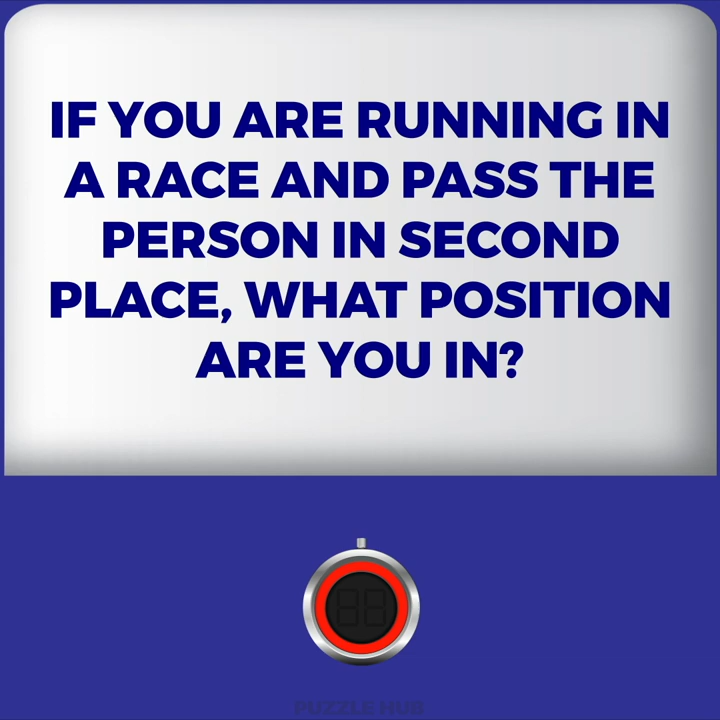 IF YOU ARE RUNNING IN
A RACE AND PASS THE
PERSON IN SECOND
PLACE, WHAT POSITION
ARE YOU IN?
PUZZLE HUB